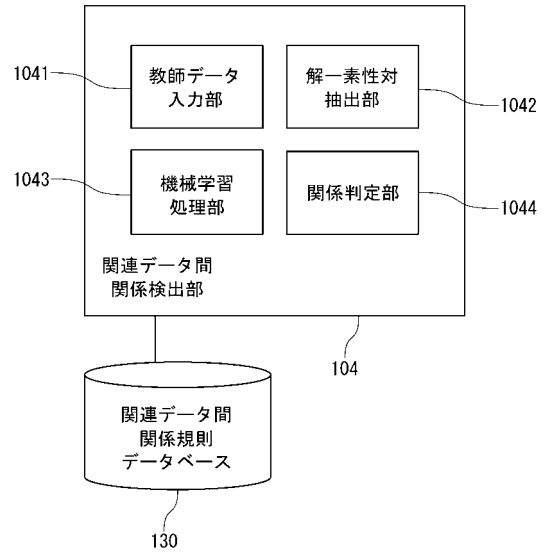 1041
教師データ
入力部
解－素性対
抽出部
1042
1043
機械学習
処理部
関係判定部
1044
関連データ間
関係検出部
104
関連データ間
関係規則
データベース
130